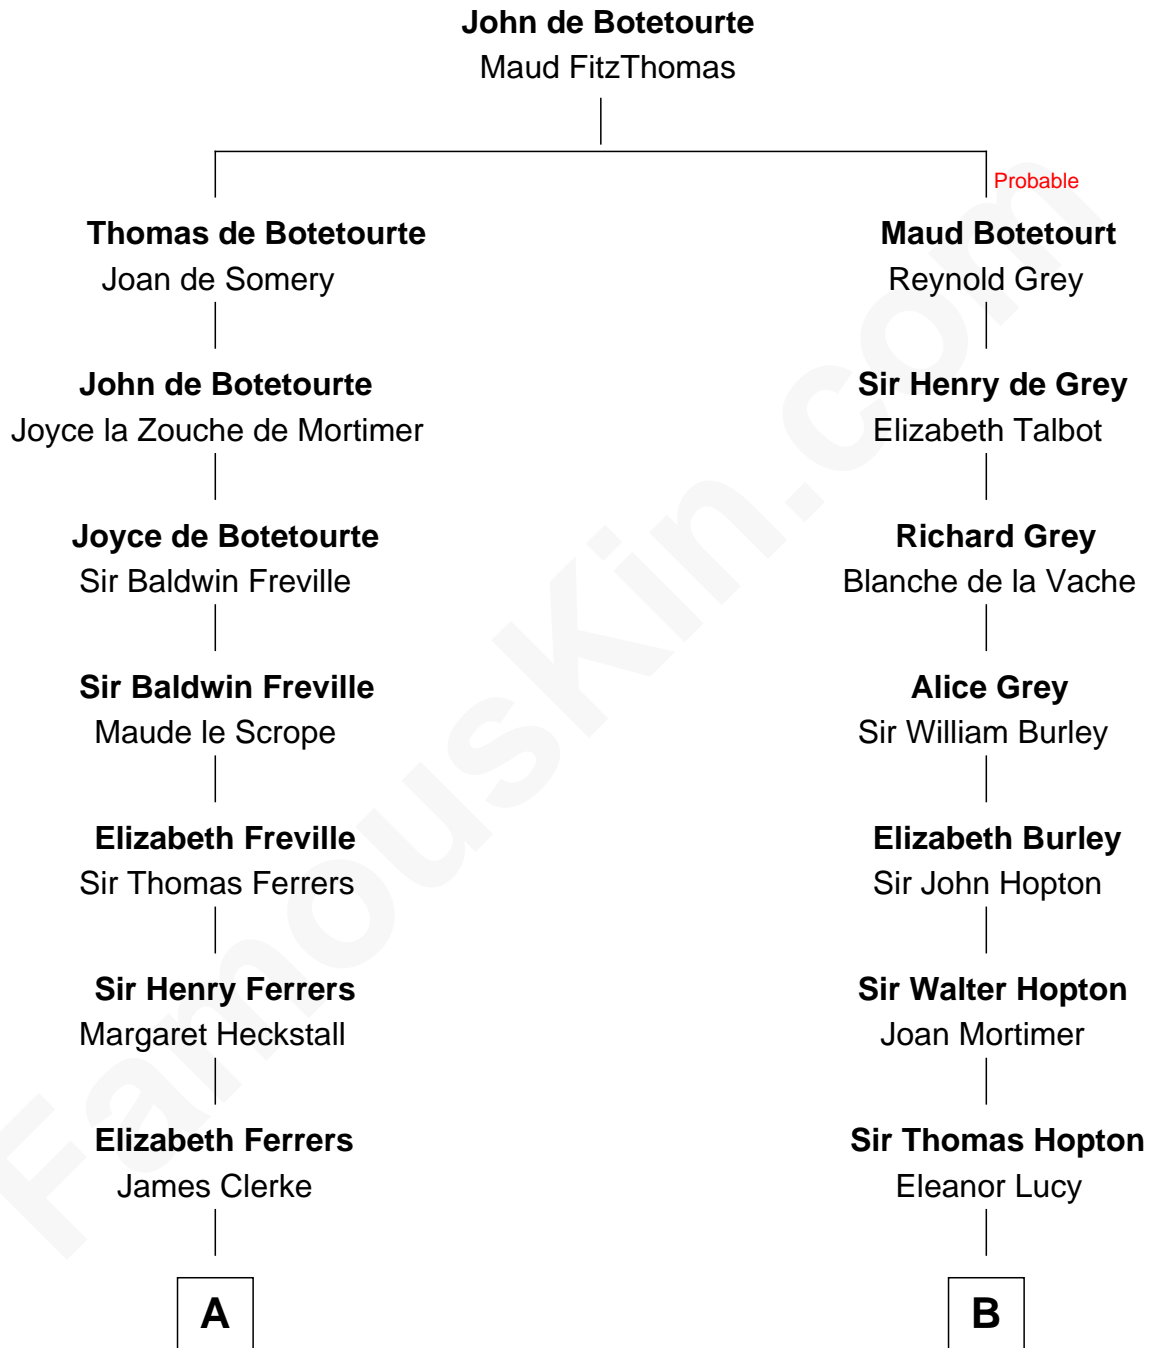 John de Botetourte
Maud FitzThomas
Probable
Thomas de Botetourte
Joan de Somery
Maud Botetourt
Reynold Grey
John de Botetourte
Joyce la Zouche de Mortimer
Sir Henry de Grey
Elizabeth Talbot
Joyce de Botetourte
Sir Baldwin Freville
Richard Grey
Blanche de la Vache
Sir Baldwin Freville
Maude le Scrope
Alice Grey
Sir William Burley
Elizabeth Freville
Sir Thomas Ferrers
Elizabeth Burley
Sir John Hopton
Sir Henry Ferrers
Margaret Heckstall
Sir Walter Hopton
Joan Mortimer
Elizabeth Ferrers
James Clerke
Sir Thomas Hopton
Eleanor Lucy
A
B
FamousKin.com